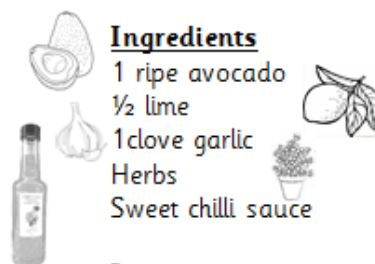 Ingredients
1 ripe avocado
½ lime
1clove garlic
Herbs
Sweet chilli sauce